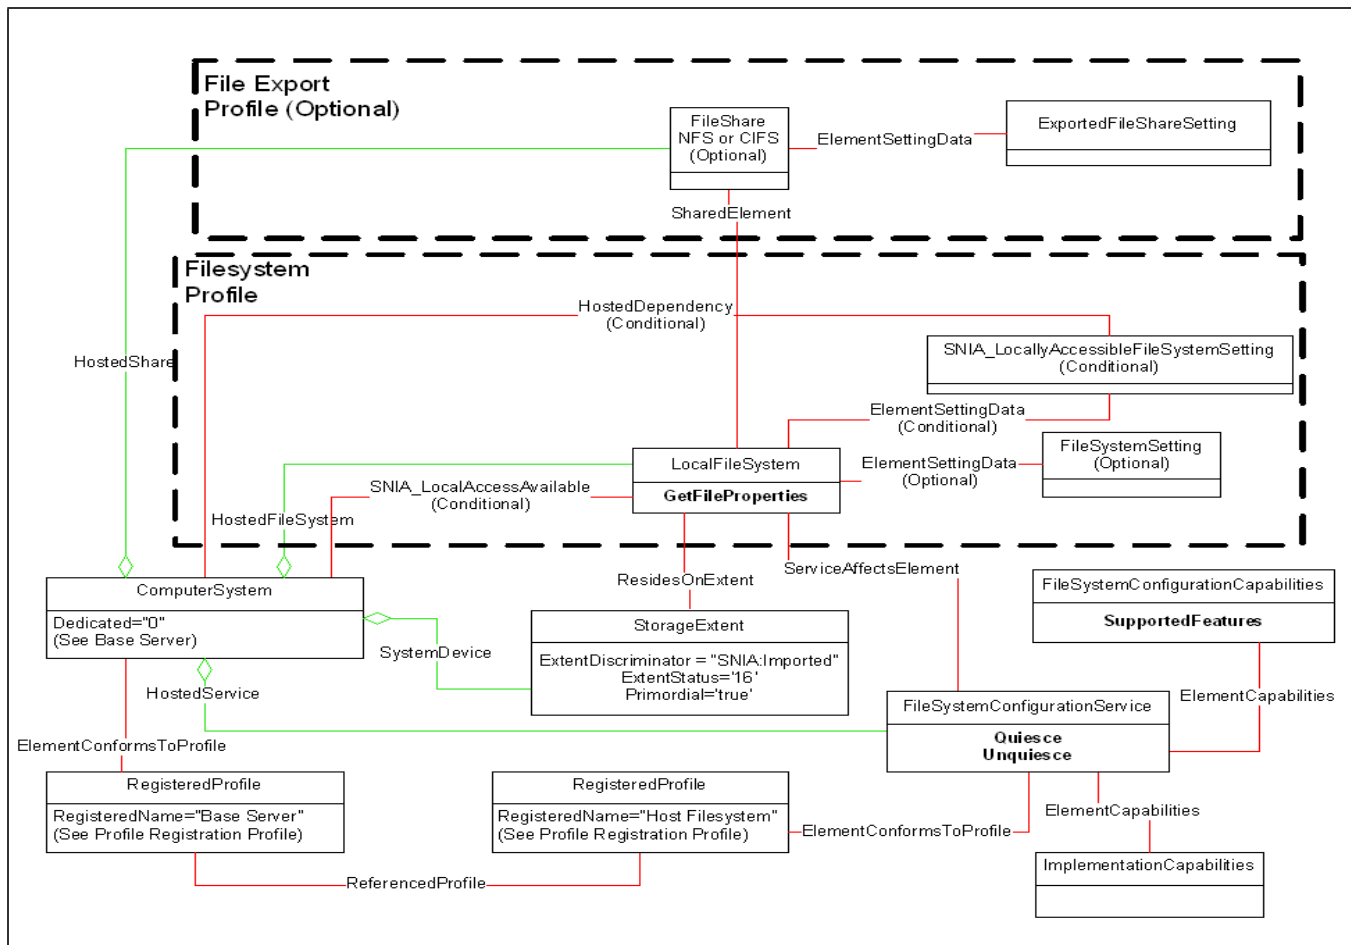 File Export
Profile (Optional)
FileShare
NFS or CIFS
(Optional)
ElementSettingData
ExportedFileShareSetting
SharedElement
Filesystem
Profile
HostedDependency
(Conditional)
HostedShare
SNIA_LocallyAccessibleFileSystemSetting
(Conditional)
ElementSettingData
(Conditional)
LocalFileSystem
GetFileProperties
ElementSettingData
(Optional)
FileSystemSetting
(Optional)
SNIA_LocalAccessAvailable
(Conditional)
HostedFileSystem
ResidesOnExtent
ServiceAffectsElement
ComputerSystem
Dedicated="0"
(See Base Server)
FileSystemConfigurationCapabilities
SupportedFeatures
StorageExtent
ExtentDiscriminator = "SNIA:Imported"
ExtentStatus='16'
Primordial='true'
SystemDevice
HostedService
ElementCapabilities
FileSystemConfigurationService
Quiesce
Unquiesce
ElementConformsToProfile
RegisteredProfile
RegisteredName="Base Server"
(See Profile Registration Profile)
RegisteredProfile
RegisteredName="Host Filesystem"
(See Profile Registration Profile)
ElementConformsToProfile
ElementCapabilities
ImplementationCapabilities
ReferencedProfile